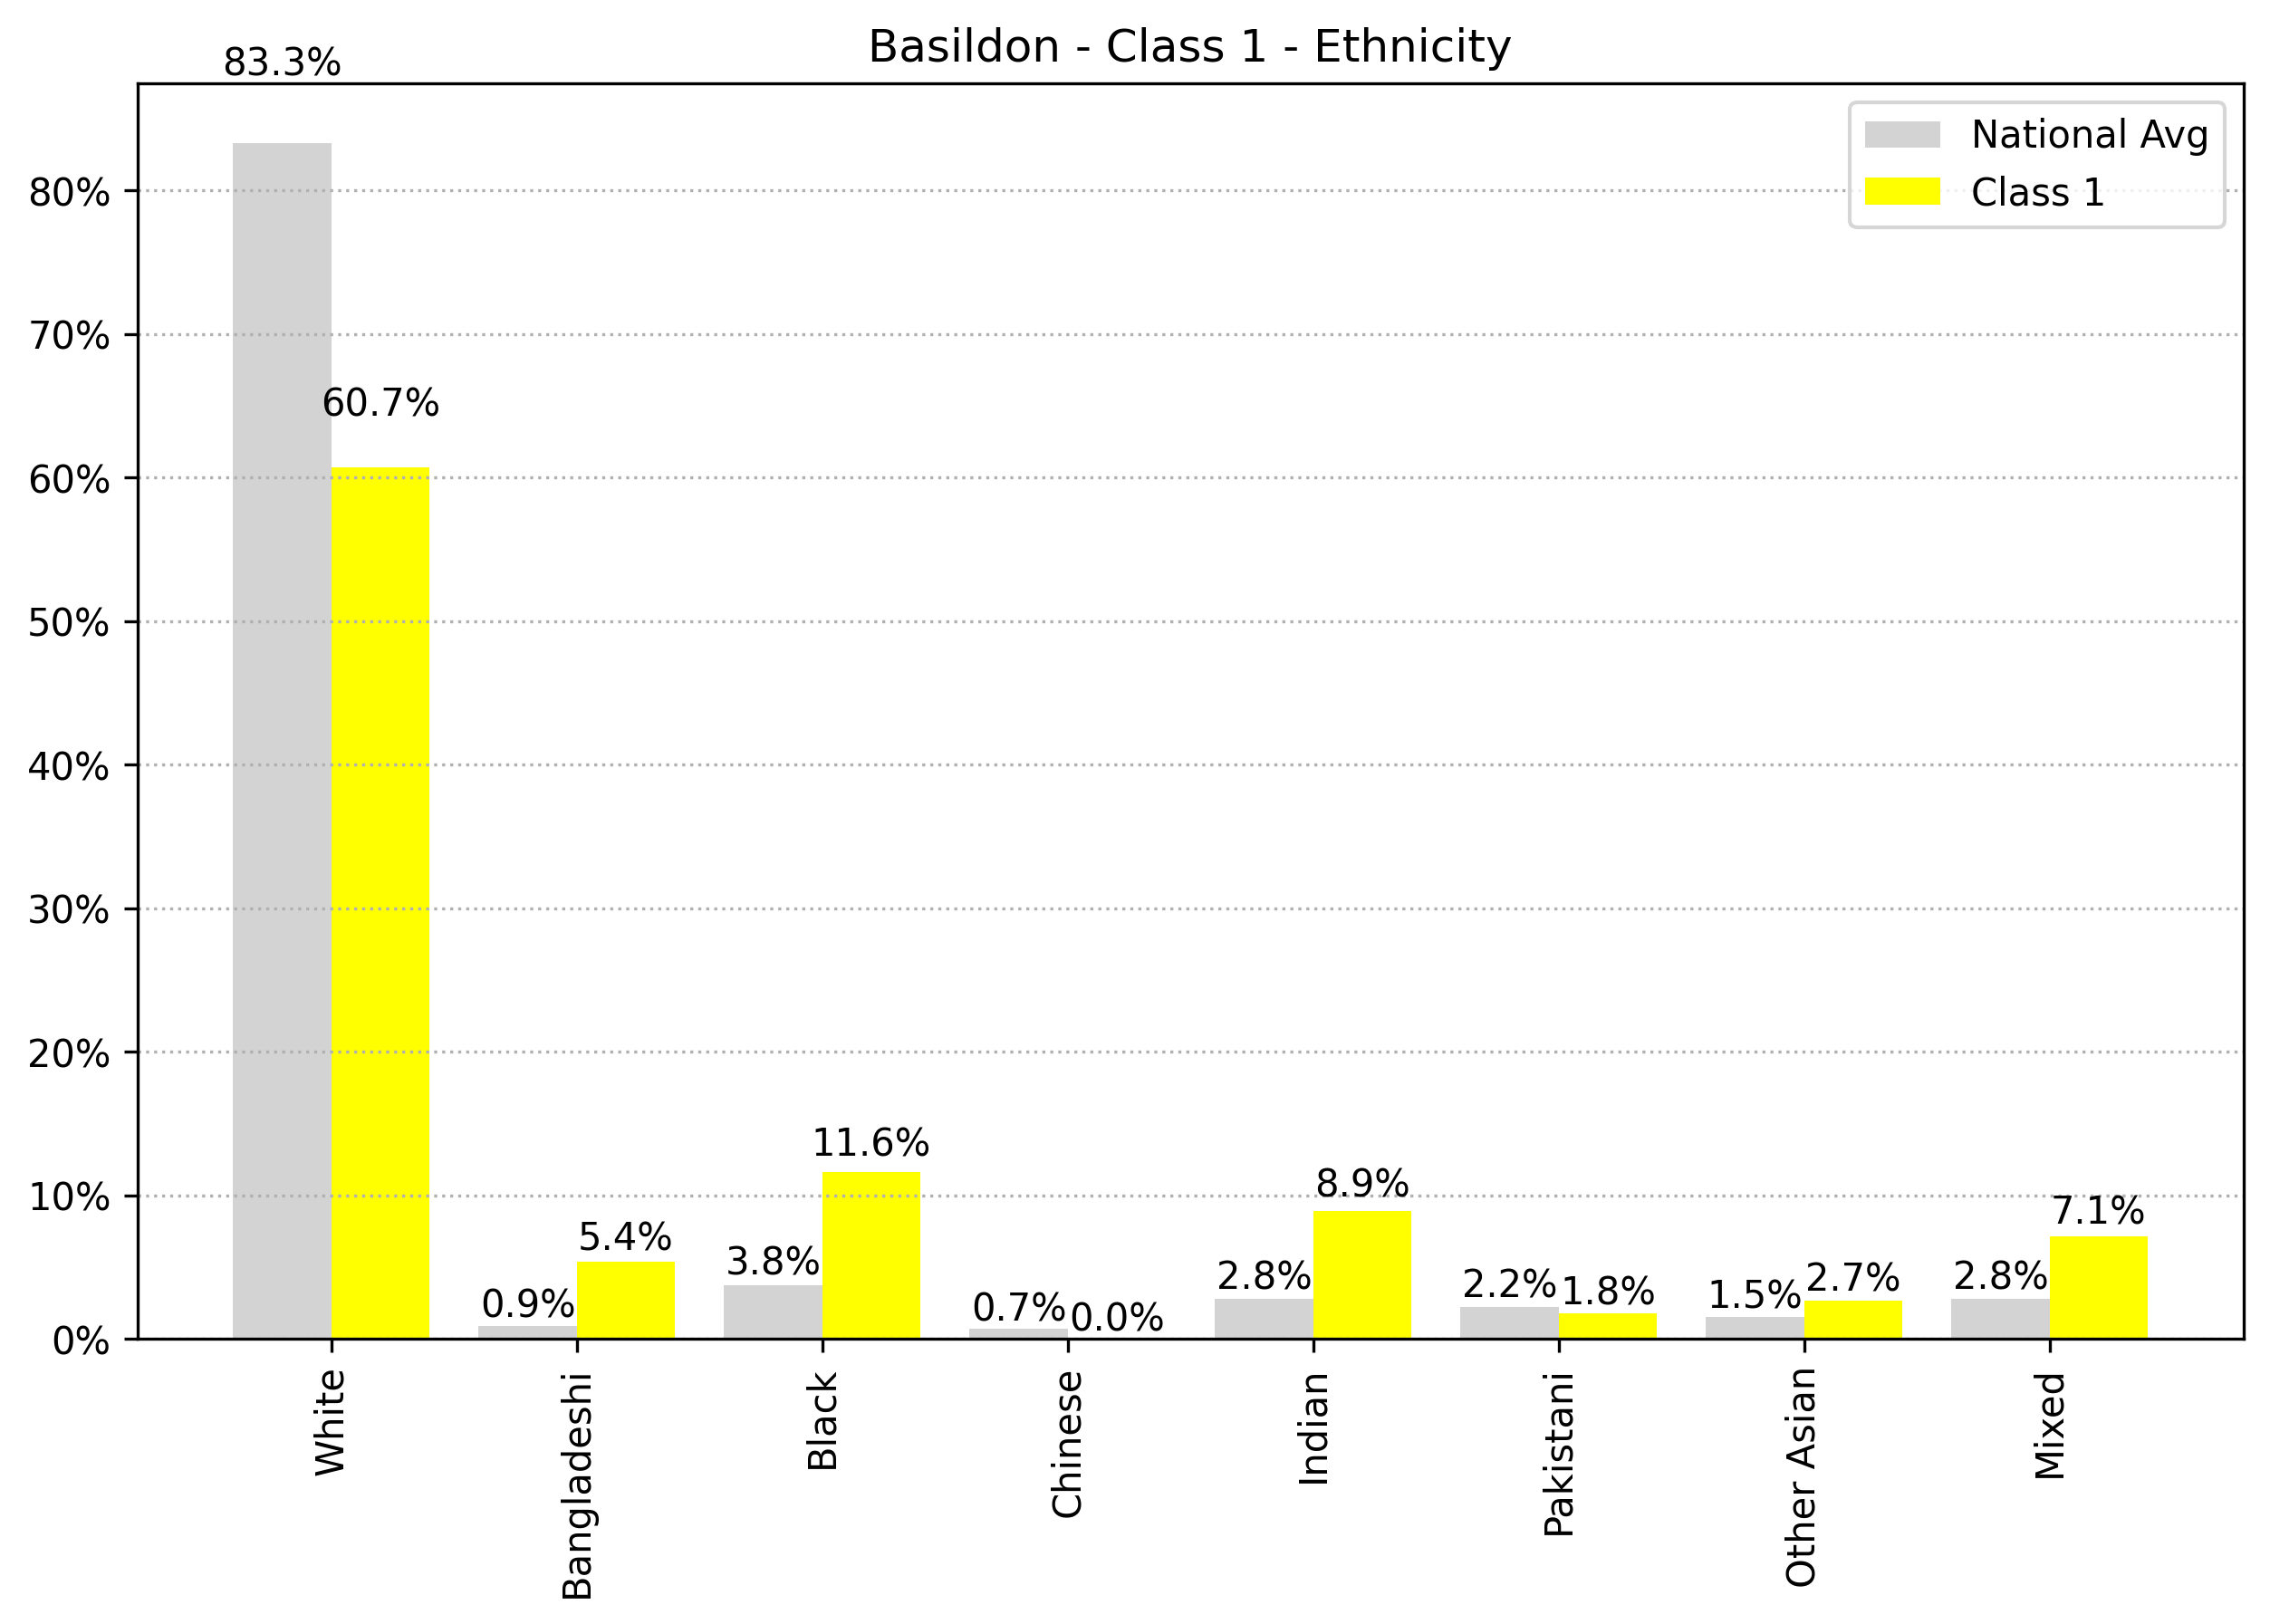 Basildon - Class 1 - Ethnicity
83.3%
National Avg
Class 1
80%
70%
60%
50%
40%
30%
20%
10%
0%
60.7%
0.9%
5.4%
3.8%
11.6%
0.7%
0.0%
2.8%
8.9%
2.2%
1.8%
1.5%
2.7%
2.8%
7.1%
White
Bangladeshi
Black
Chinese
Indian
Pakistani
Other Asian
Mixed